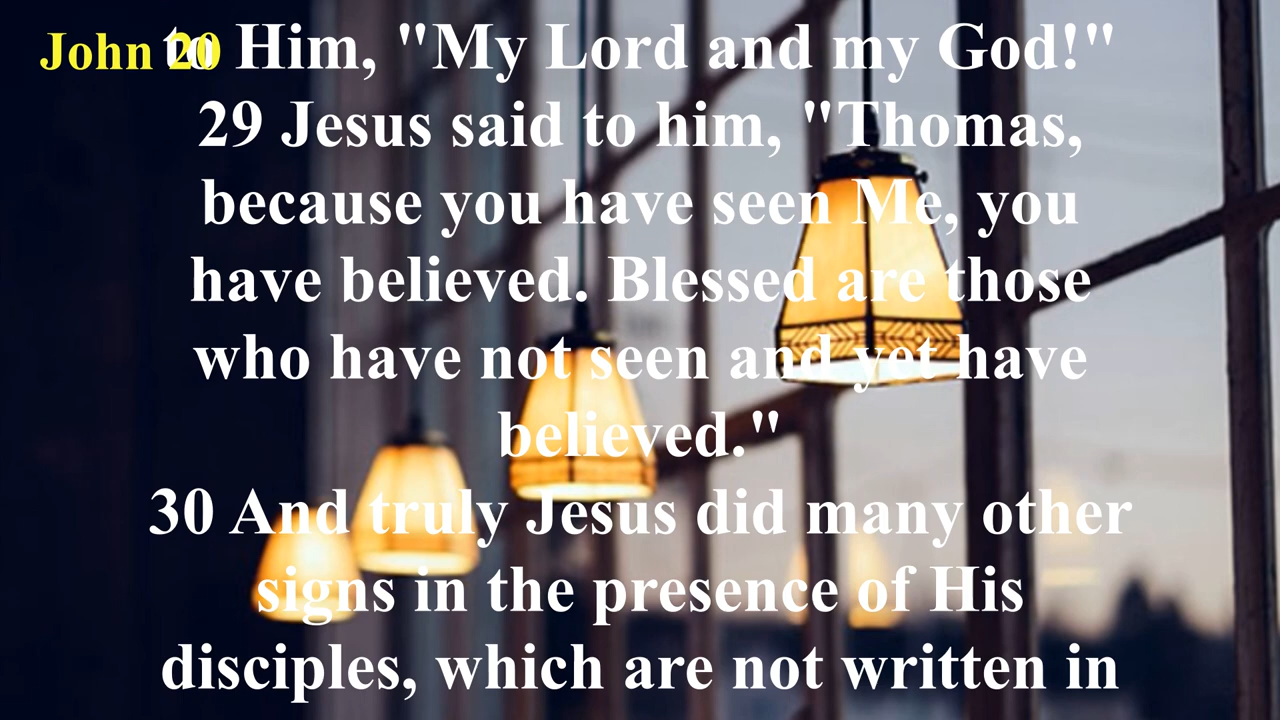 John 20
to Him, "My Lord and my God!"
29 Jesus said to him, "Thomas,
because you have seen Me, you
have believed. Blessed are those
who have not seen and yet have
believed."
30 And truly Jesus did many other
signs in the presence of His
disciples, which are not written in